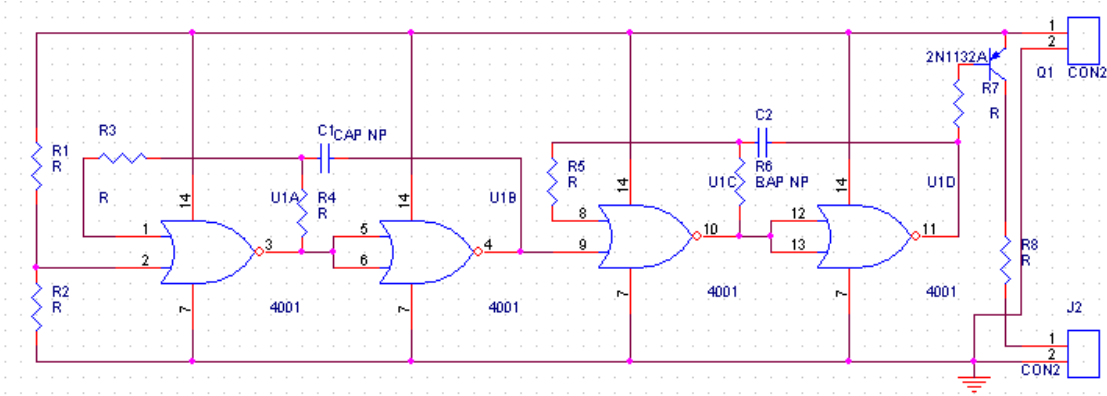 1
2
2N1132A
Q1
CON2
R7
R
R3
R
C1
CAP NP
C2
R1
R
14
U1A
R4
R
14
U1B
R5
R
14
U1C
R6
BAP NP
14
U1D
1
2
3
5
6
4
8
9
10
12
13
11
R8
R
R2
R
7
4001
7
4001
7
4001
7
4001
J2
1
2
CON2